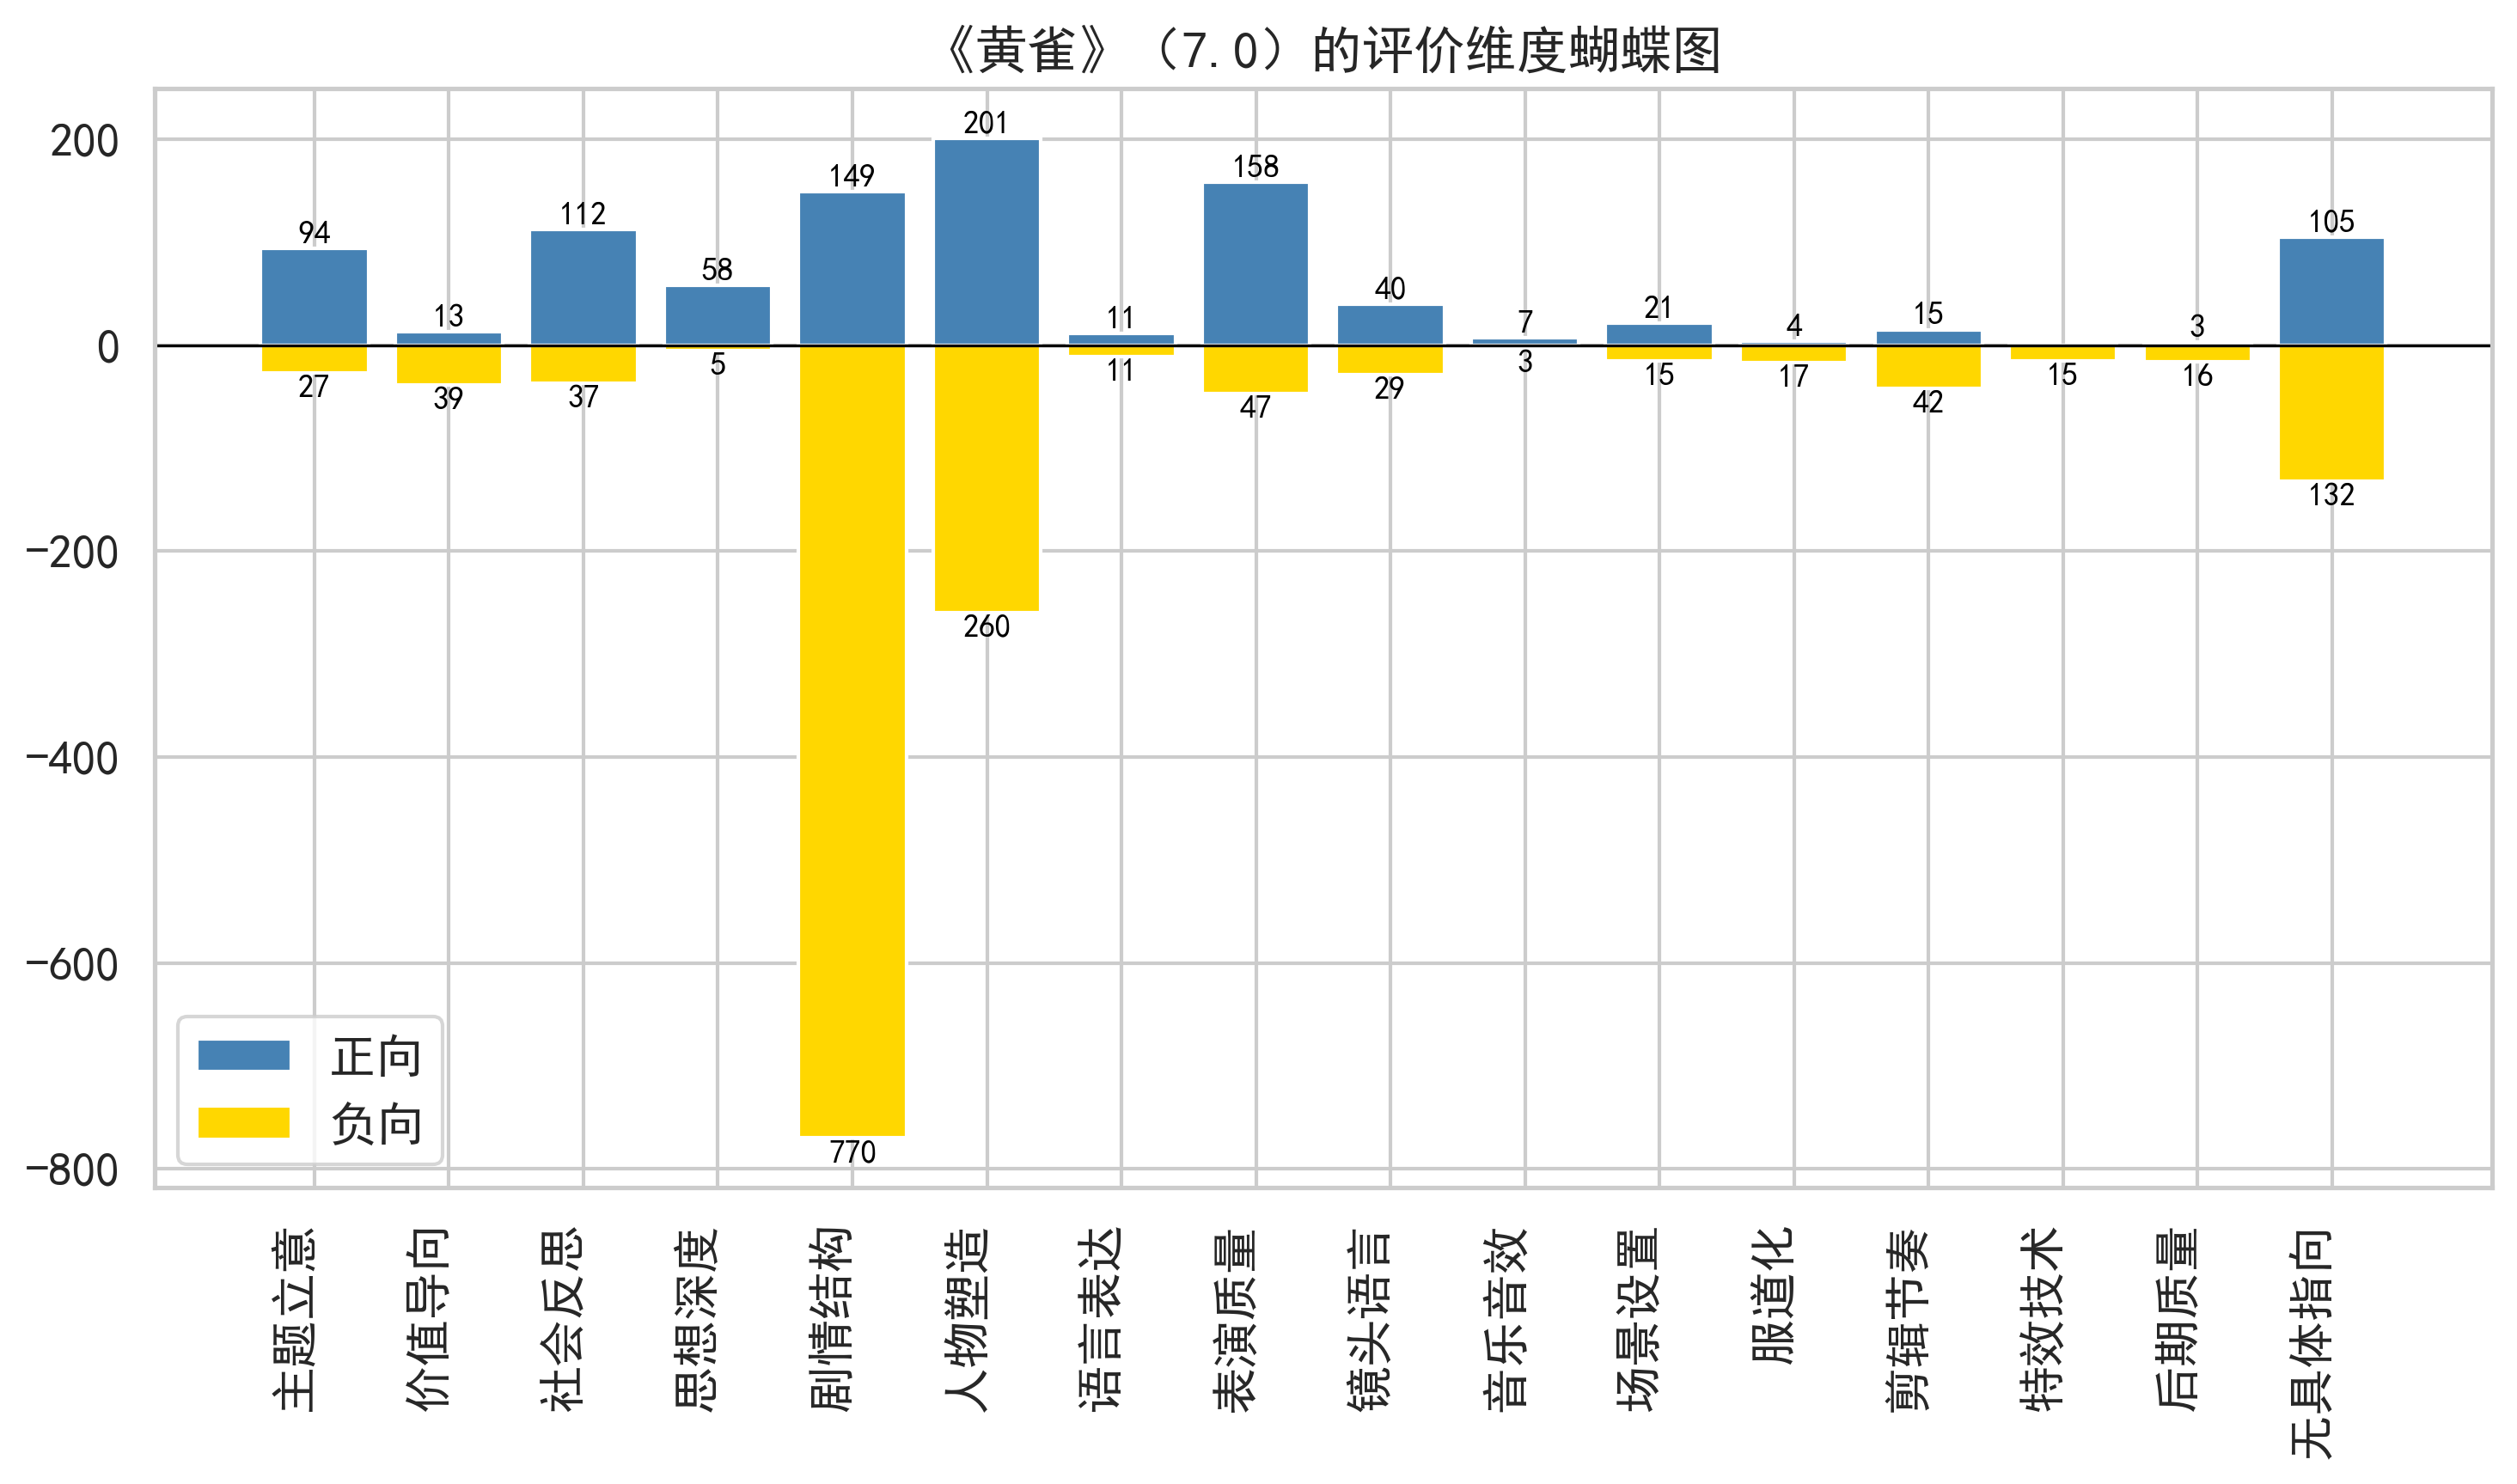 《黄雀》（7.0）的评价维度蝴蝶图
200
0
−200
−400
−600
−800
94
13
112
58
149
201
11
158
40
7
21
4
15
3
105
27
39
37
5
770
260
11
47
29
3
15
17
42
15
16
132
正向
负向
主题立意
价值导向
社会反思
思想深度
剧情结构
人物塑造
语言表达
表演质量
镜头语言
音乐音效
场景设置
服道化
剪辑节奏
特效技术
后期质量
无具体指向